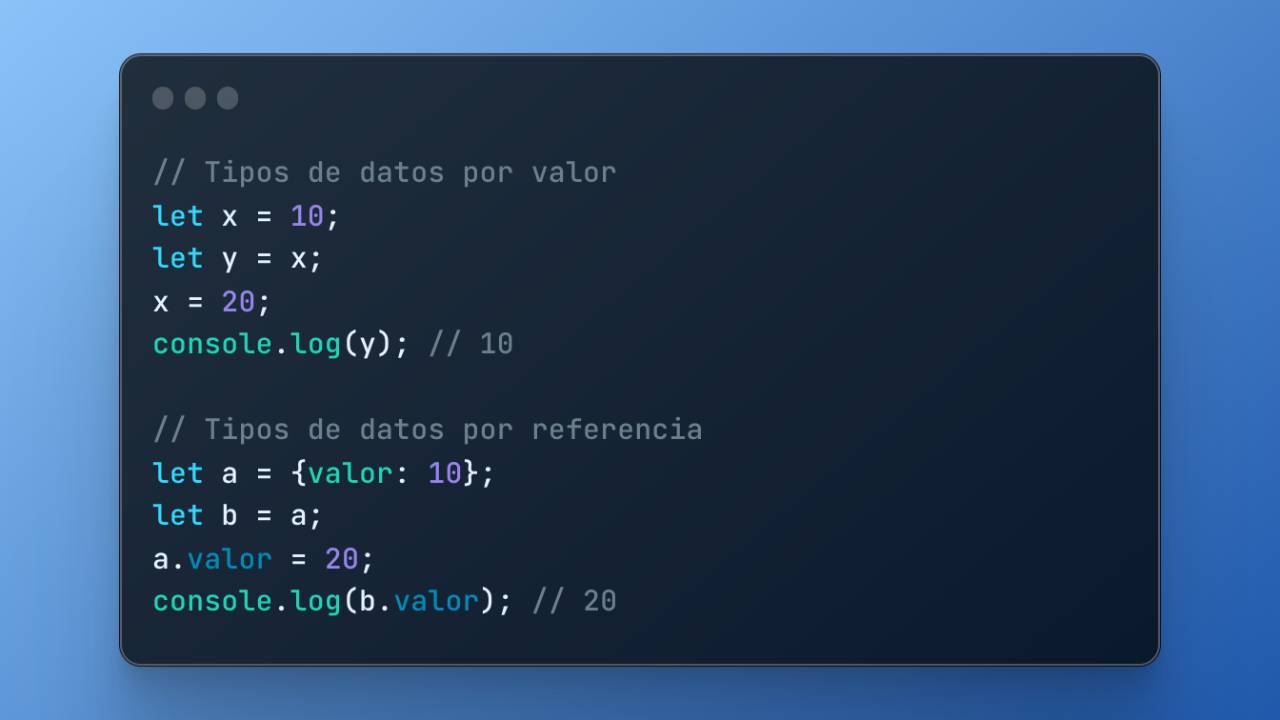 // Tipos de datos por valor
let x = 10;
let y = x;
x = 20;
console.log(y); // 10
// Tipos de datos por referencia
let a = {valor: 10};
let b = a;
a.valor = 20;
console.log(b.valor); // 20